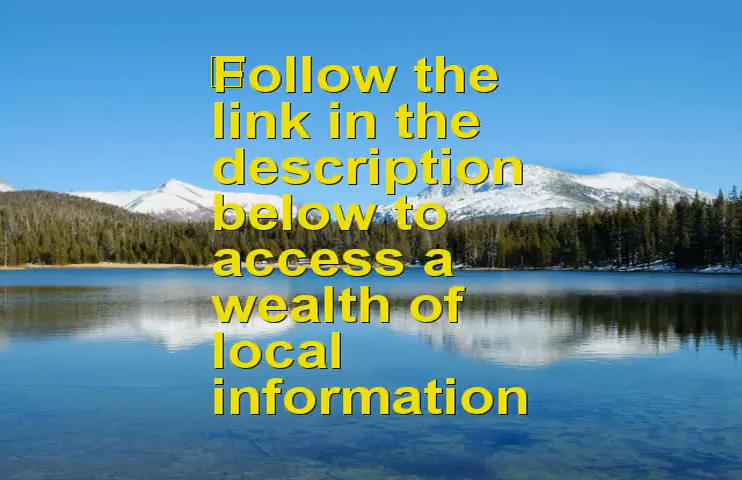 Follow the
link in the
description
below to
access a
wealth of
local
information